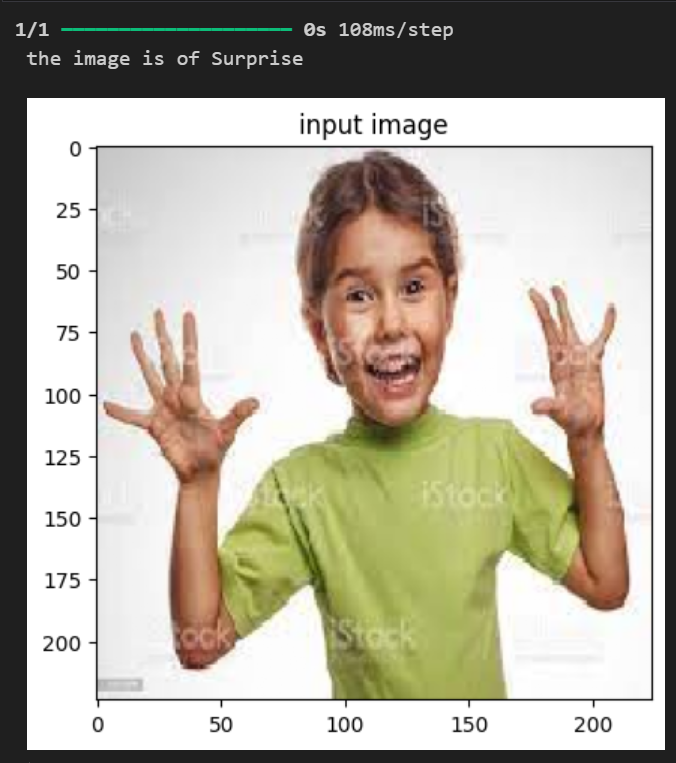 1/1 ━━━━━━━━━━━━━━━━━━━━ 0s 108ms/step
the image is of Surprise
input image
0
25
50
75
100
125
150
175
200
0 50 100 150 200
iStock
iStock
iStock
iStock